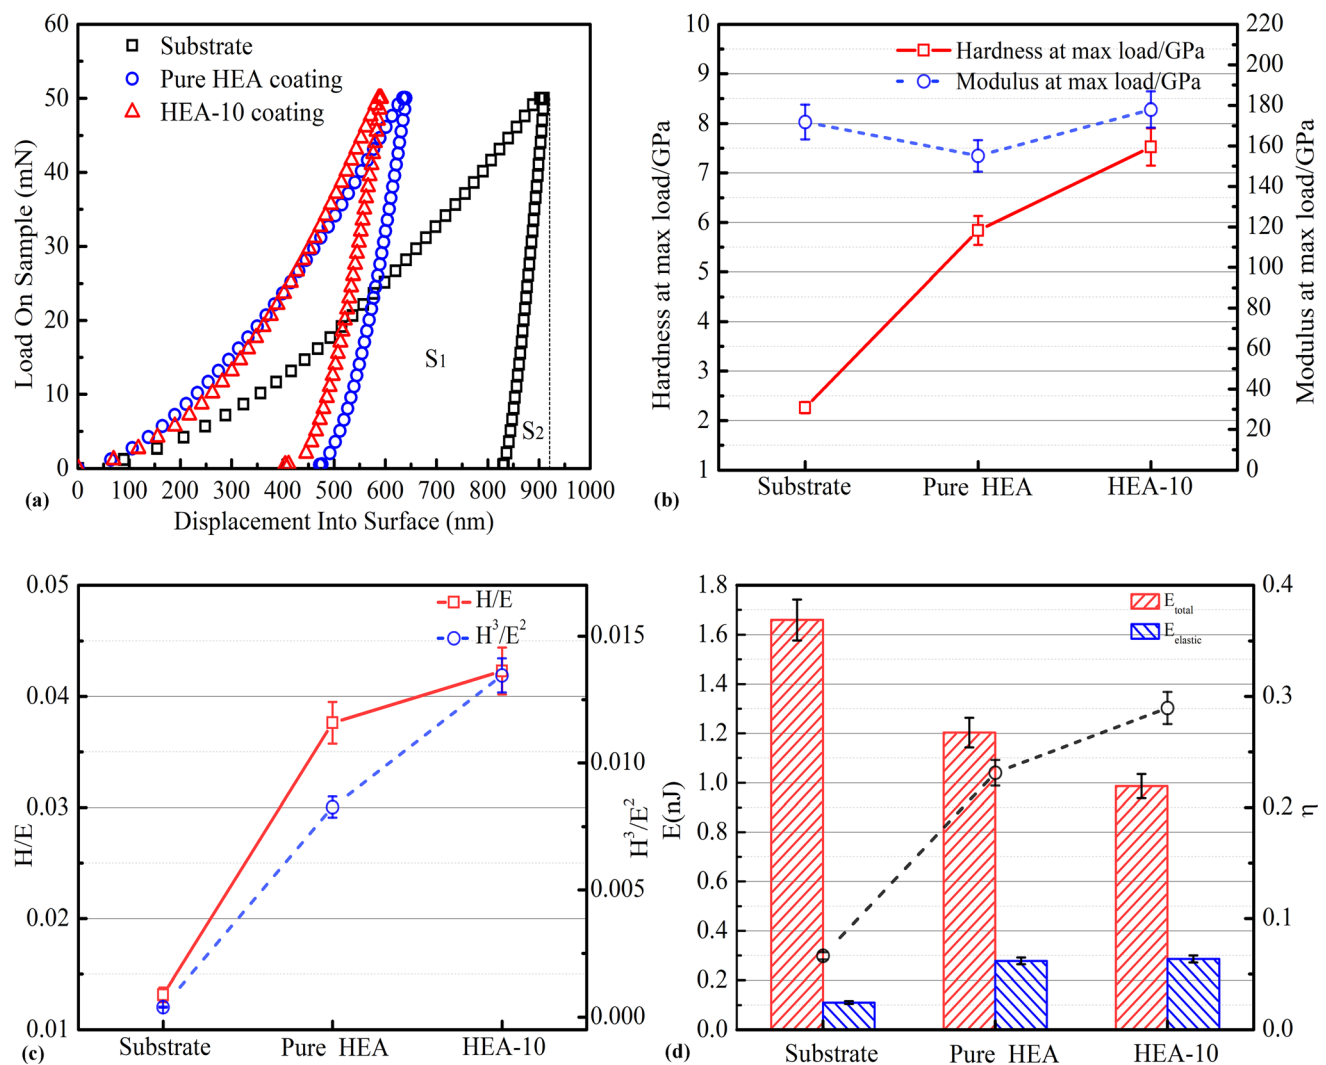 60
50
40
30
20
10
0
Load On Sample (mN)
Substrate
Pure HEA coating
HEA-10 coating
S1
S2
0 100 200 300 400 500 600 700 800 900 1000
Displacement Into Surface (nm)
(a)
10
9
8
7
6
5
4
3
2
1
Hardness at max load/GPa
Hardness at max load/GPa
Modulus at max load/GPa
220
200
180
160
140
120
100
80
60
40
20
0
Modulus at max load/GPa
Substrate Pure HEA HEA-10
(b)
0.05
0.04
0.03
0.02
0.01
H/E
H/E
H³/E²
0.015
0.010
0.005
0.000
H³/E²
Substrate Pure HEA HEA-10
(c)
1.8
1.6
1.4
1.2
1.0
0.8
0.6
0.4
0.2
0.0
E(nJ)
E total
E elastic
0.4
0.3
0.2
0.1
0.0
η
Substrate Pure HEA HEA-10
(d)